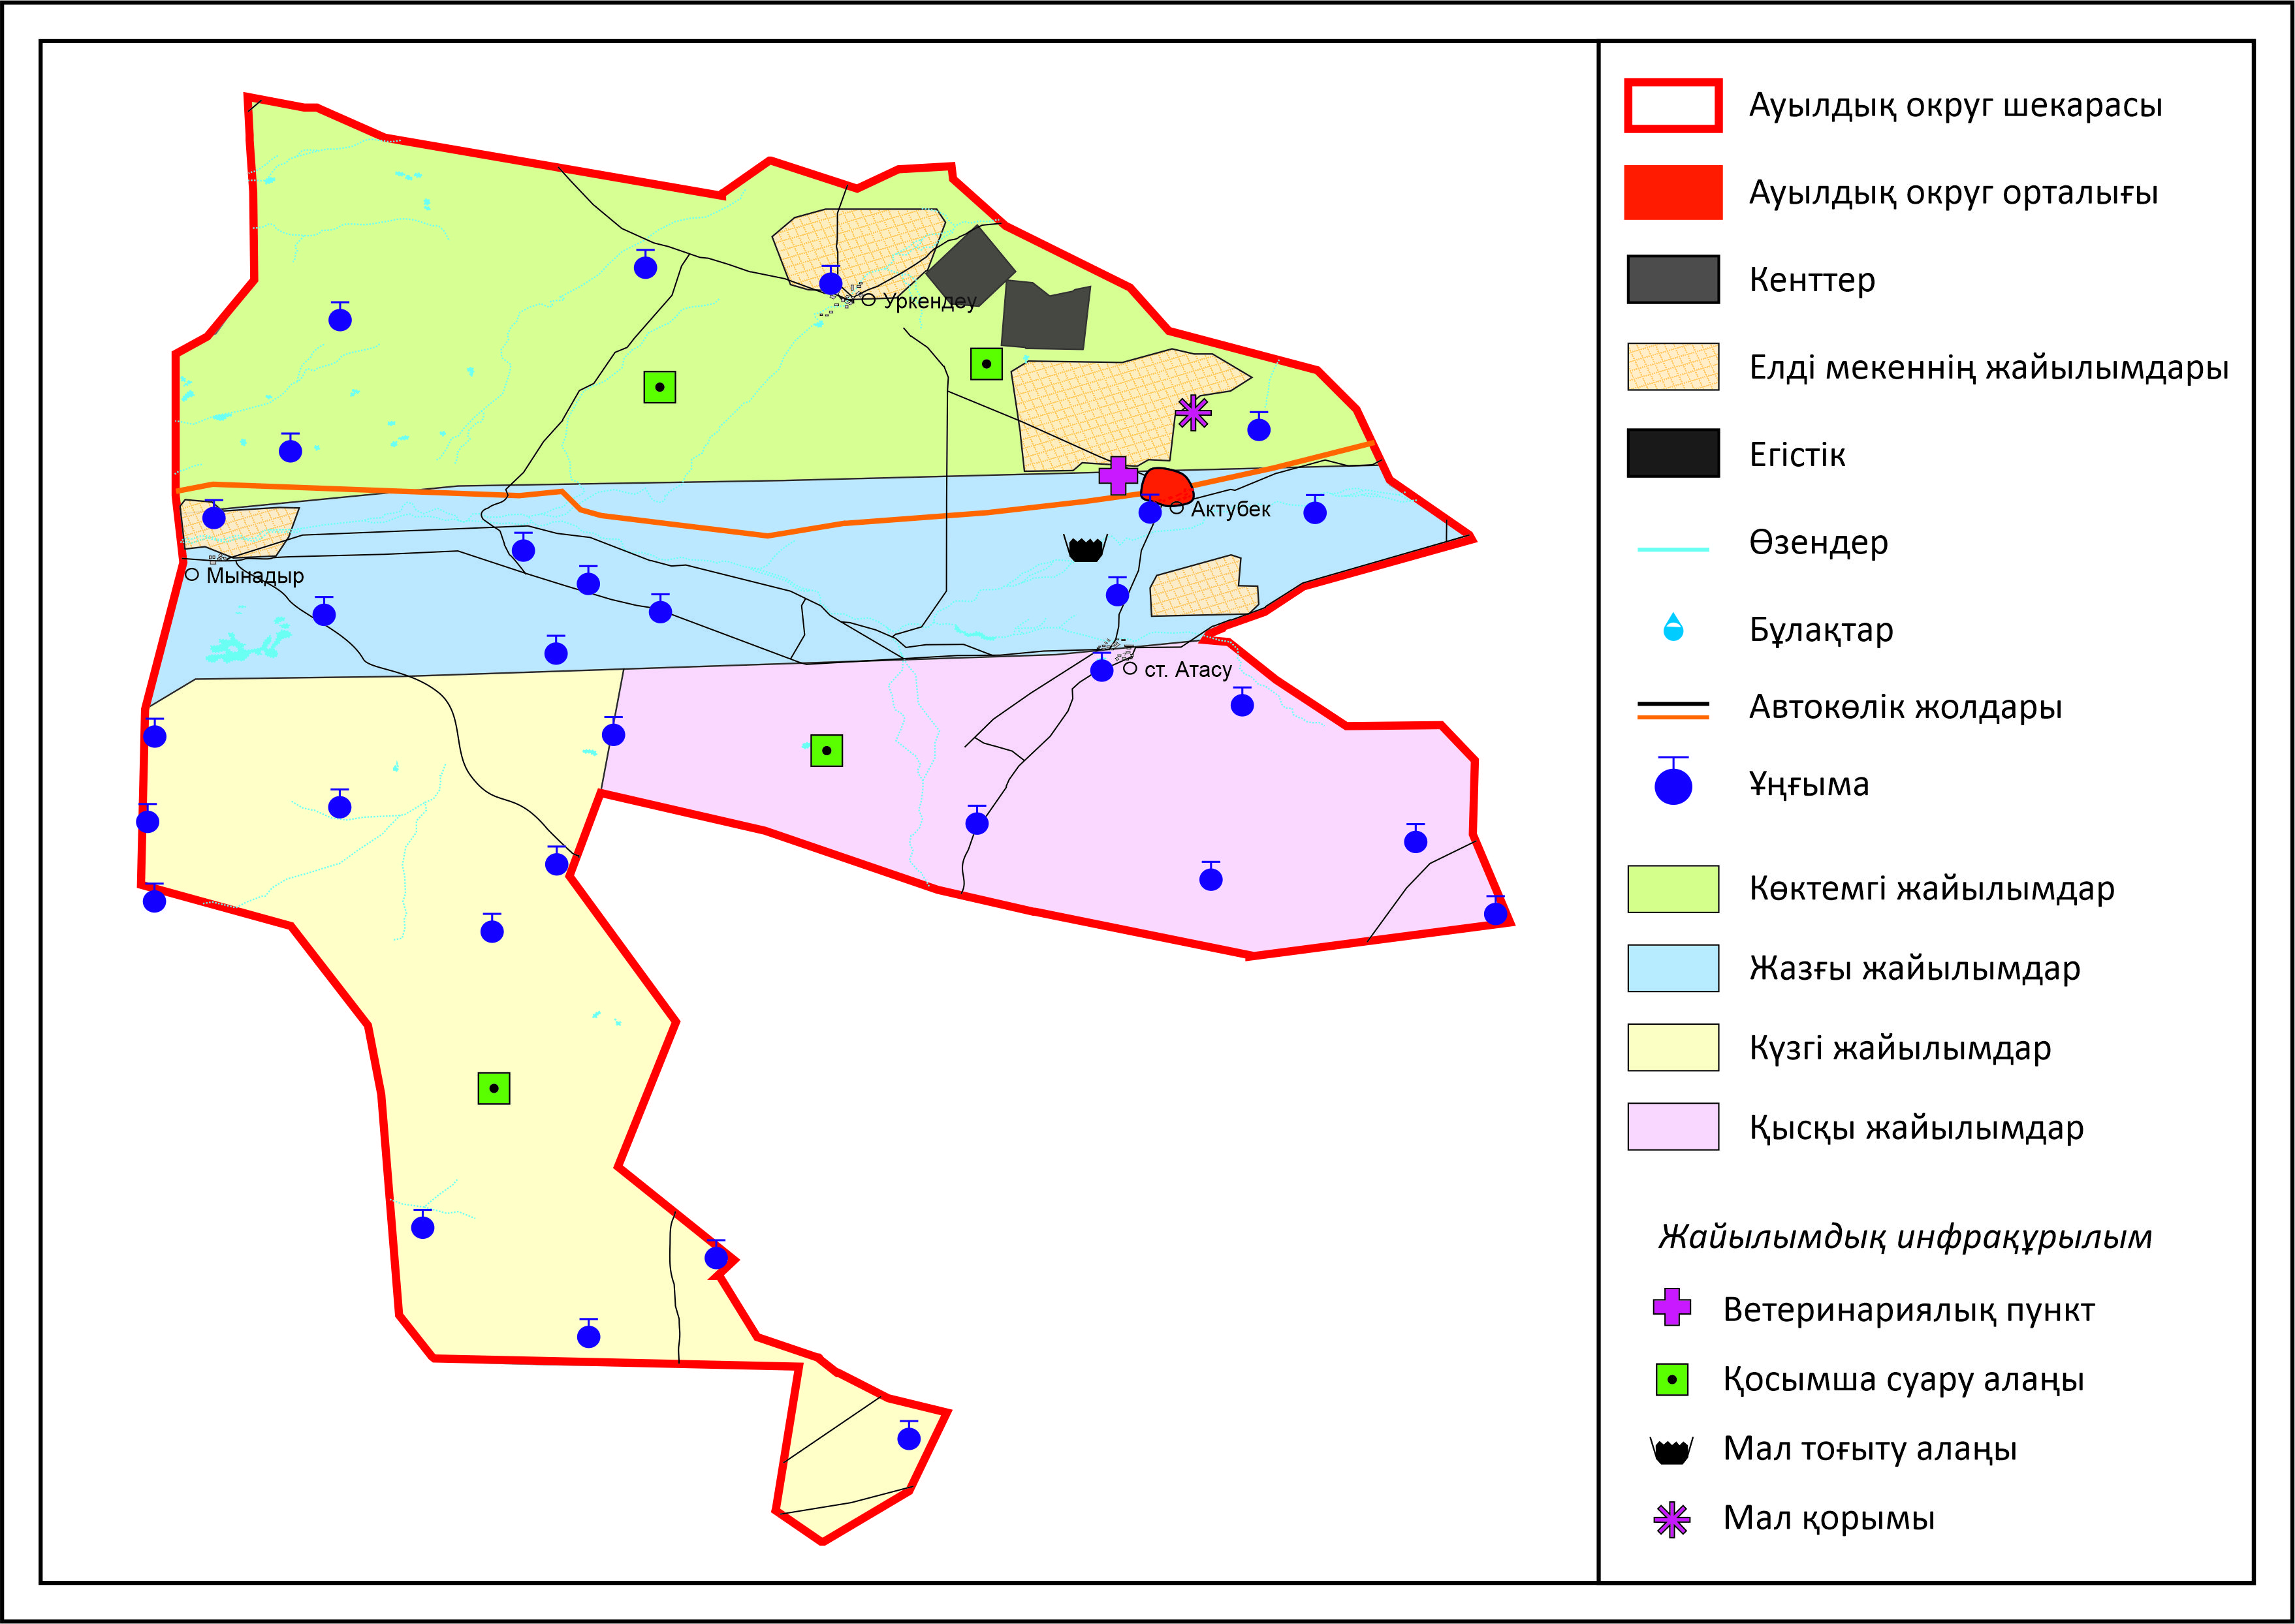 Уркендеу
Актубек
Мынадыр
ст. Атасу
Ауылдық округ шекарасы
Ауылдық округ орталығы
Кенттер
Елді мекеннің жайылымдары
Егістік
Өзендер
Бұлақтар
Автокөлік жолдары
Ұңғыма
Көктемгі жайылымдар
Жазғы жайылымдар
Күзгі жайылымдар
Қысқы жайылымдар
Жайылымдық инфрақұрылым
Ветеринариялық пункт
Қосымша суару алаңы
Мал тоғыту алаңы
Мал қорымы